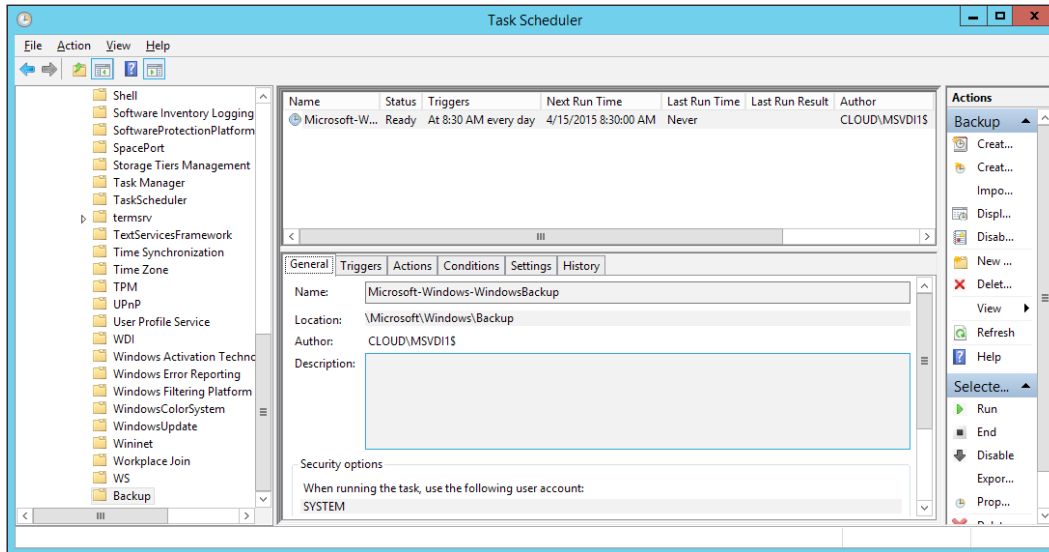 Task Scheduler
File Action View Help
Shell
Software Inventory Logging
SoftwareProtectionPlatform
SpacePort
Storage Tiers Management
Task Manager
TaskScheduler
termsrv
TextServicesFramework
Time Synchronization
Time Zone
TPM
UPnP
User Profile Service
WDI
Windows Activation Techno
Windows Error Reporting
Windows Filtering Platform
WindowsColorSystem
WindowsUpdate
Wininet
Workplace Join
WS
Backup
Name Status Triggers Next Run Time Last Run Time Last Run Result Author
Microsoft-W... Ready At 8:30 AM every day 4/15/2015 8:30:00 AM Never CLOUD\MSVDI1$
General Triggers Actions Conditions Settings History
Name: Microsoft-Windows-WindowsBackup
Location: \Microsoft\Windows\Backup
Author: CLOUD\MSVDI1$
Description:
Security options
When running the task, use the following user account:
SYSTEM
Actions
Backup
Creat...
Creat...
Impo...
Displ...
Disab...
New ...
Delet...
View
Refresh
Help
Selecte...
Run
End
Disable
Expor...
Prop...